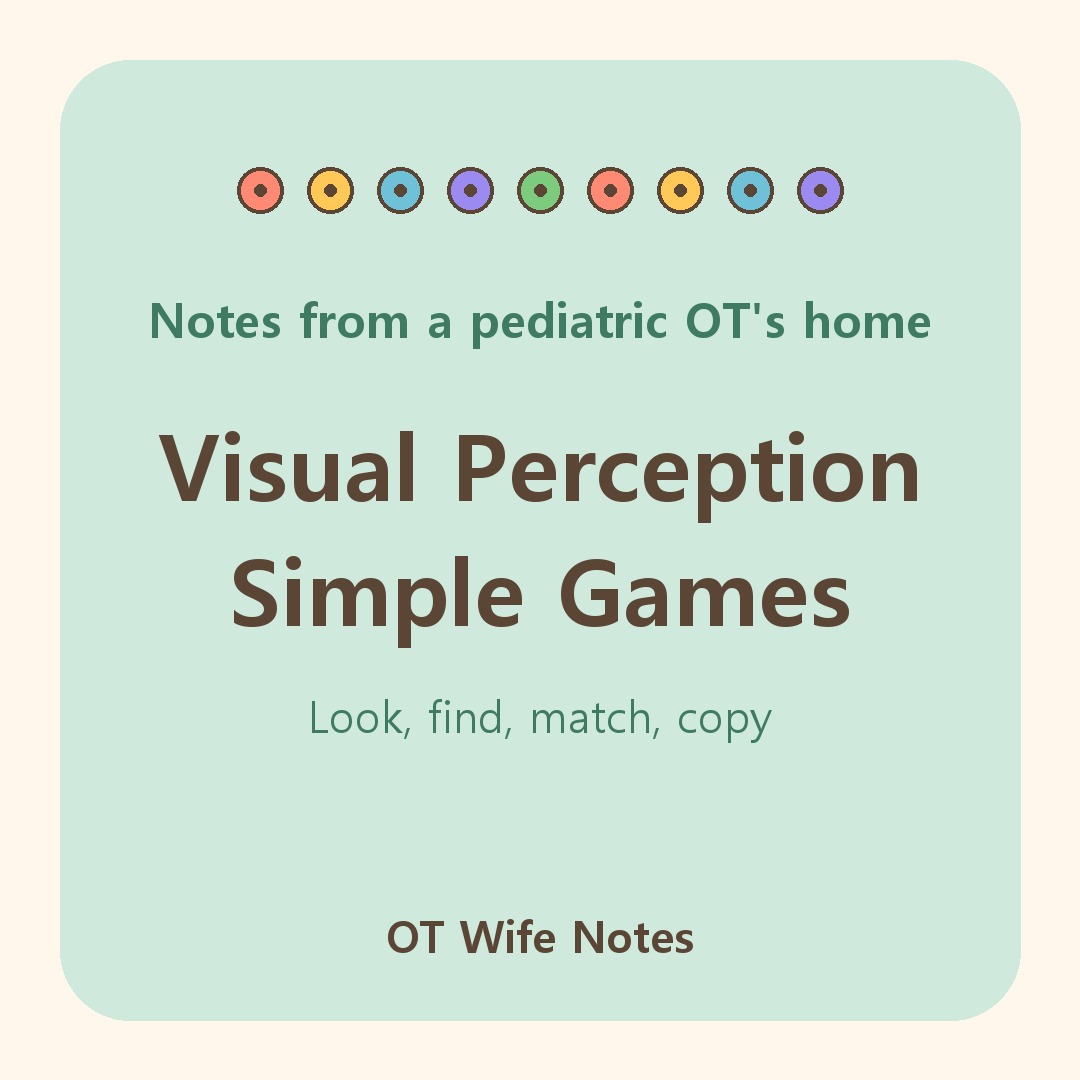 Notes from a pediatric OT's home
Visual Perception
Simple Games
Look, find, match, copy
OT Wife Notes